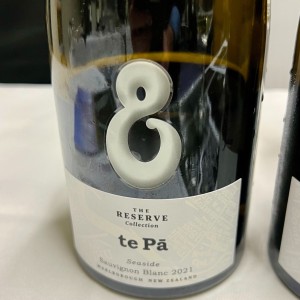 THE
RESERVE
Collection
te Pā
Seaside
Sauvignon Blanc 2021
MARLBOROUGH NEW ZEALAND